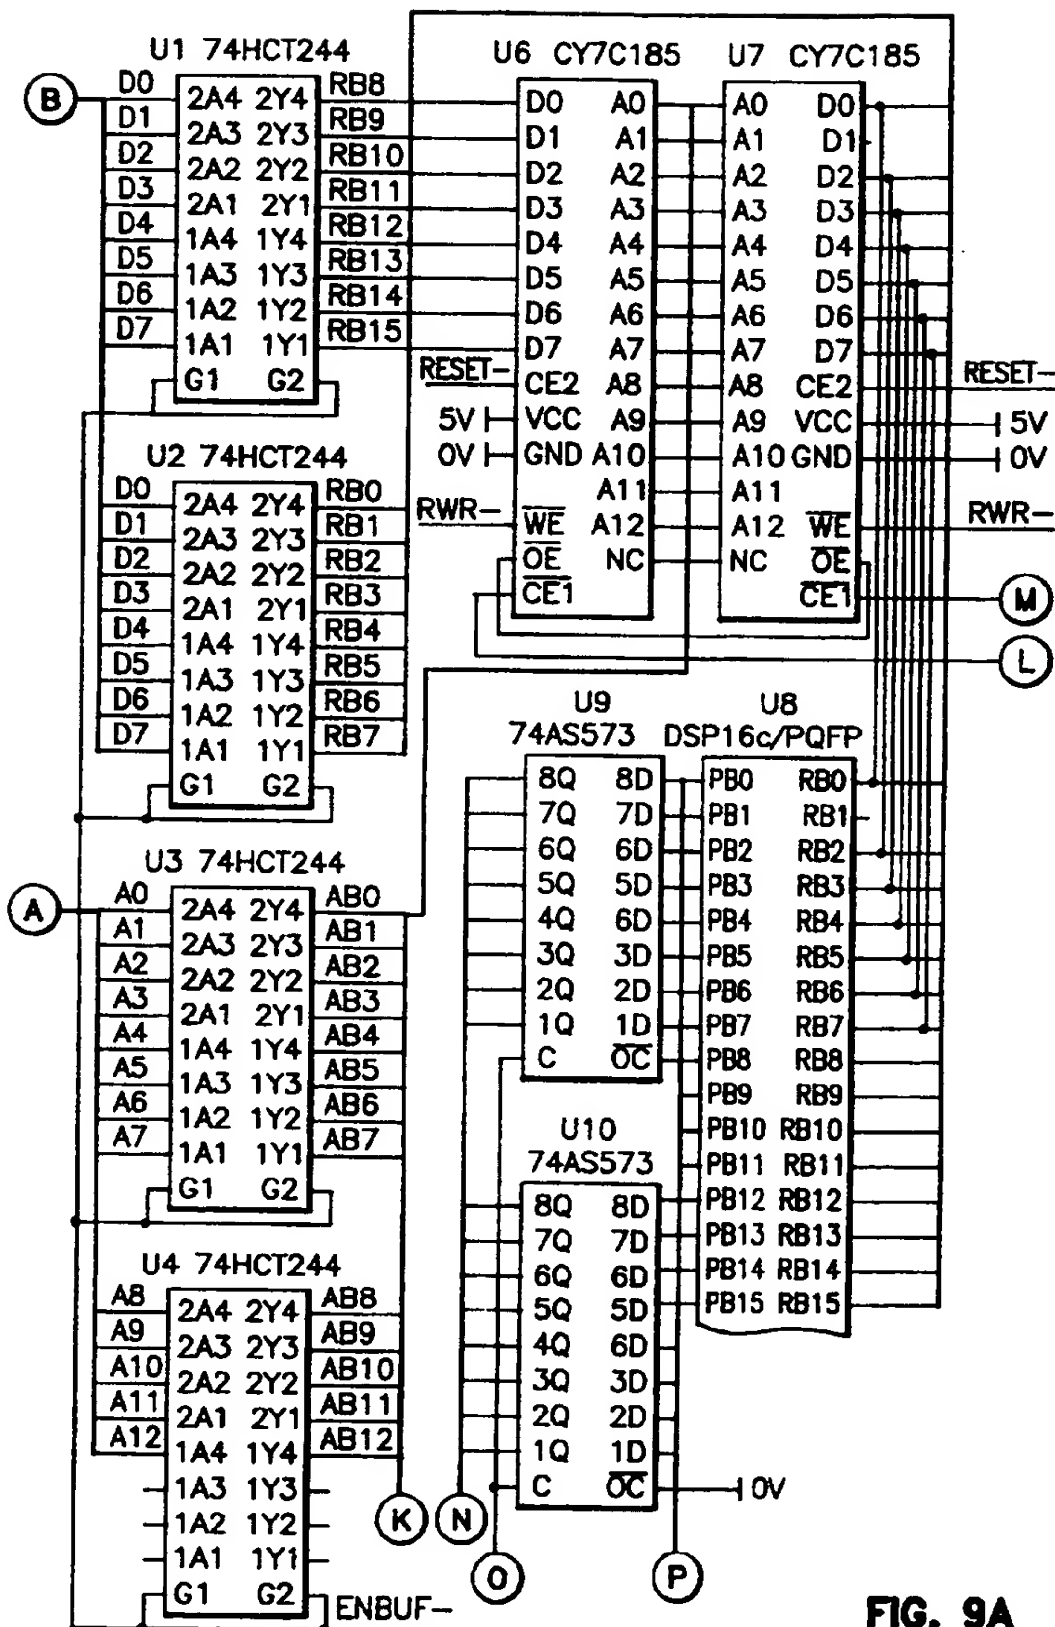 U1 74HCT244
B
D0 2A4 2Y4 RB8
D1 2A3 2Y3 RB9
D2 2A2 2Y2 RB10
D3 2A1 2Y1 RB11
D4 1A4 1Y4 RB12
D5 1A3 1Y3 RB13
D6 1A2 1Y2 RB14
D7 1A1 1Y1 RB15
G1 G2
U6 CY7C185
D0 A0
D1 A1
D2 A2
D3 A3
D4 A4
D5 A5
D6 A6
D7 A7
RESET- CE2 A8
5V VCC A9
0V GND A10
A11
RWR- WE A12
OE NC
CE1
U7 CY7C185
A0 D0
A1 D1
A2 D2
A3 D3
A4 D4
A5 D5
A6 D6
A7 D7
A8 CE2 RESET-
A9 VCC 5V
A10 GND 0V
A11
A12 WE RWR-
NC OE
CE1 M
L
U2 74HCT244
D0 2A4 2Y4 RB0
D1 2A3 2Y3 RB1
D2 2A2 2Y2 RB2
D3 2A1 2Y1 RB3
D4 1A4 1Y4 RB4
D5 1A3 1Y3 RB5
D6 1A2 1Y2 RB6
D7 1A1 1Y1 RB7
G1 G2
U3 74HCT244
A
A0 2A4 2Y4 AB0
A1 2A3 2Y3 AB1
A2 2A2 2Y2 AB2
A3 2A1 2Y1 AB3
A4 1A4 1Y4 AB4
A5 1A3 1Y3 AB5
A6 1A2 1Y2 AB6
A7 1A1 1Y1 AB7
G1 G2
U4 74HCT244
A8 2A4 2Y4 AB8
A9 2A3 2Y3 AB9
A10 2A2 2Y2 AB10
A11 2A1 2Y1 AB11
A12 1A4 1Y4 AB12
1A3 1Y3
1A2 1Y2
1A1 1Y1
G1 G2 ENBUF-
K
N
U9
74AS573
8Q 8D
7Q 7D
6Q 6D
5Q 5D
4Q 6D
3Q 3D
2Q 2D
1Q 1D
C OC
U8
DSP16c/PQFP
PB0 RB0
PB1 RB1
PB2 RB2
PB3 RB3
PB4 RB4
PB5 RB5
PB6 RB6
PB7 RB7
PB8 RB8
PB9 RB9
PB10 RB10
PB11 RB11
PB12 RB12
PB13 RB13
PB14 RB14
PB15 RB15
U10
74AS573
8Q 8D
7Q 7D
6Q 6D
5Q 5D
4Q 6D
3Q 3D
2Q 2D
1Q 1D
C OC 0V
O
P
FIG. 9A